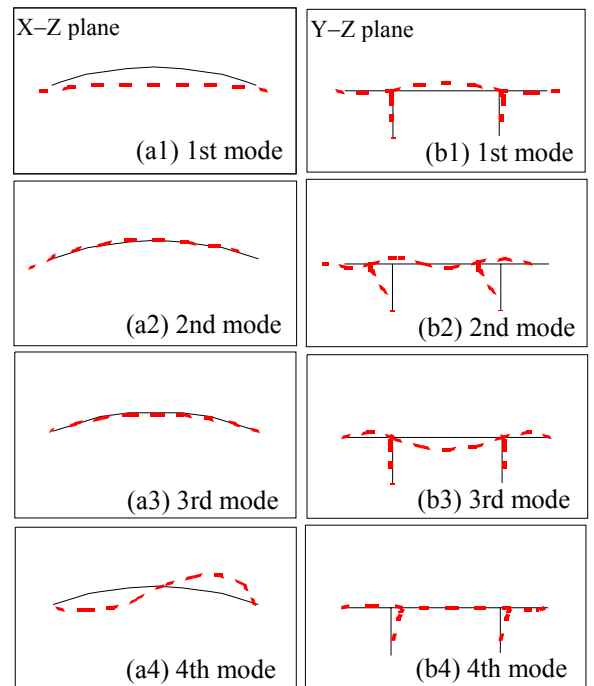 X–Z plane
Y–Z plane
(a1) 1st mode
(b1) 1st mode
(a2) 2nd mode
(b2) 2nd mode
(a3) 3rd mode
(b3) 3rd mode
(a4) 4th mode
(b4) 4th mode